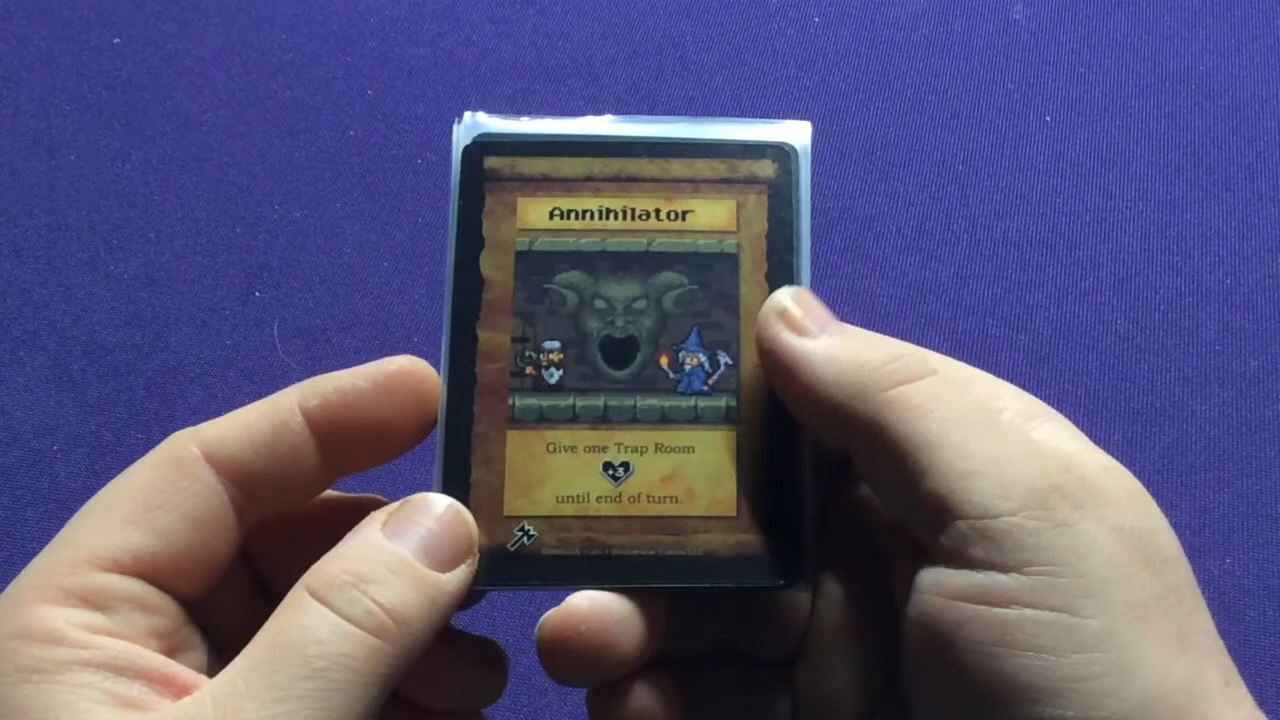 Annihilator
Give one Trap Room
+3
until end of turn.